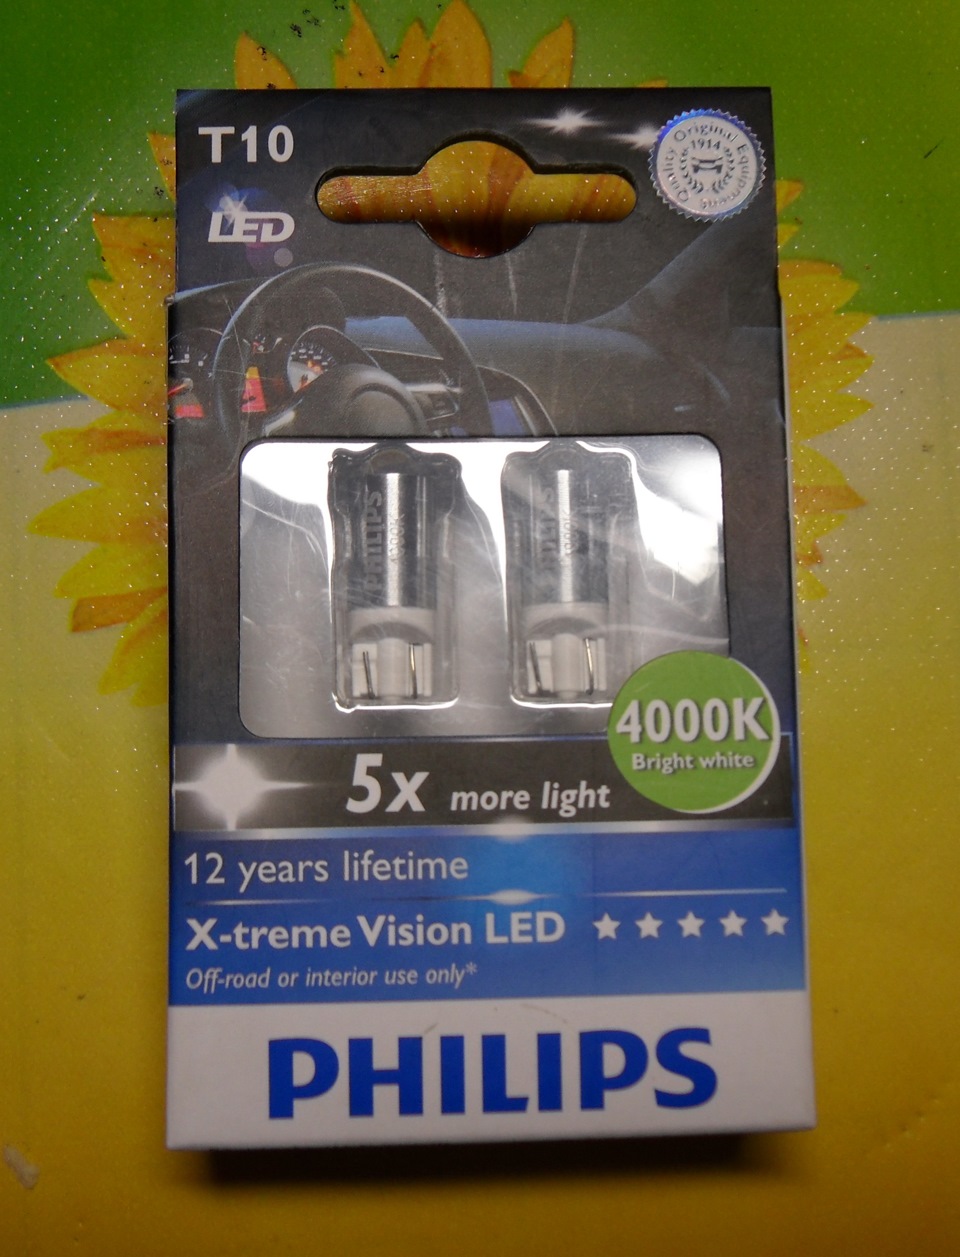 T10
Quality Original Equipment
1914
LED
PHILIPS
4000K
PHILIPS
4000K
Bright white
5x more light
12 years lifetime
X-treme Vision LED
Off-road or interior use only*
PHILIPS